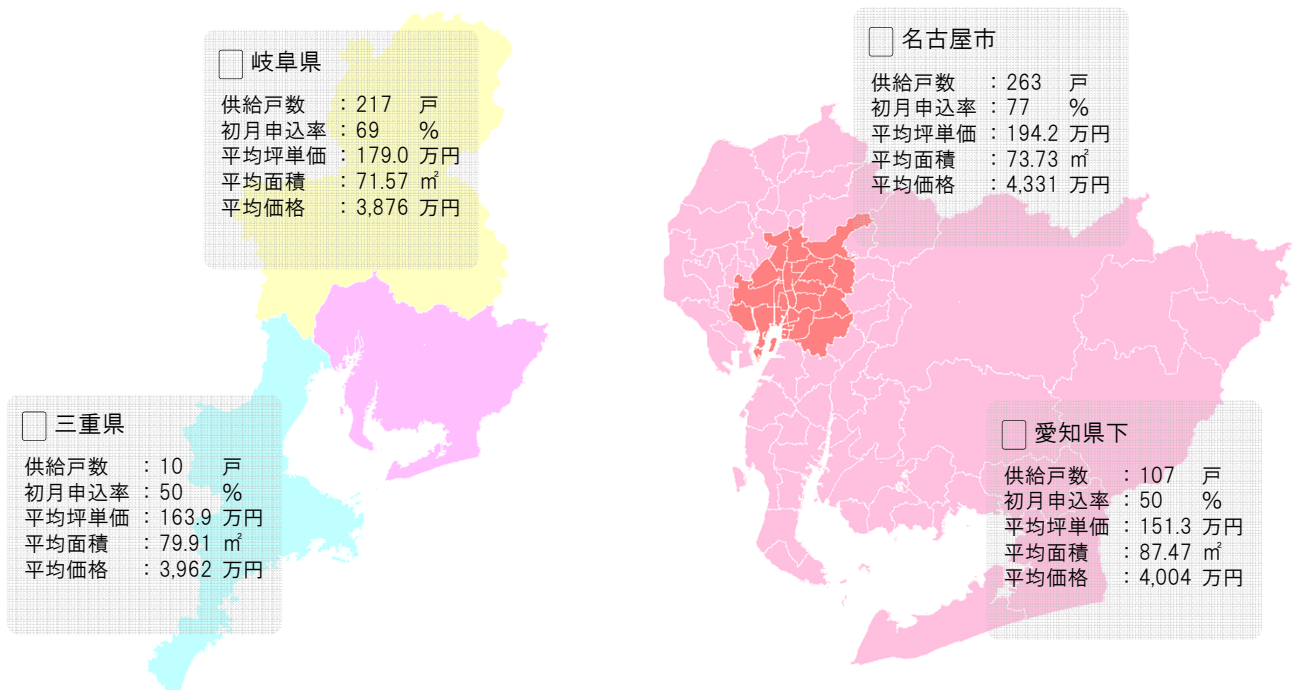 岐阜県
供給戸数 : 217 戸
初月申込率 : 69 %
平均坪単価 : 179.0 万円
平均面積 : 71.57 ㎡
平均価格 : 3,876 万円
三重県
供給戸数 : 10 戸
初月申込率 : 50 %
平均坪単価 : 163.9 万円
平均面積 : 79.91 ㎡
平均価格 : 3,962 万円
名古屋市
供給戸数 : 263 戸
初月申込率 : 77 %
平均坪単価 : 194.2 万円
平均面積 : 73.73 ㎡
平均価格 : 4,331 万円
愛知県下
供給戸数 : 107 戸
初月申込率 : 50 %
平均坪単価 : 151.3 万円
平均面積 : 87.47 ㎡
平均価格 : 4,004 万円